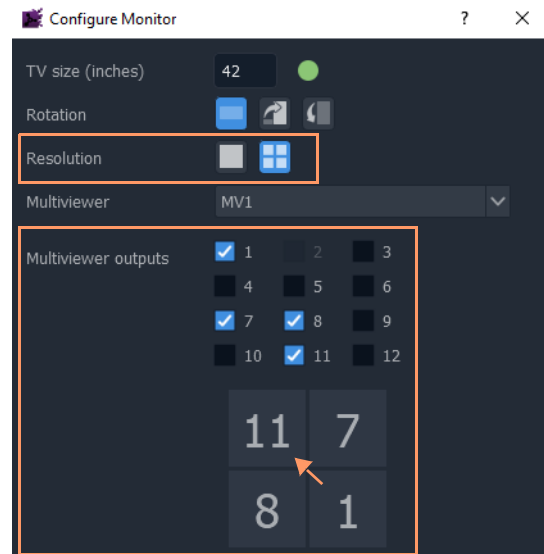 Configure Monitor ?
TV size (inches) 42
Rotation
Resolution
Multiviewer MV1
Multiviewer outputs 1 2 3
4 5 6
7 8 9
10 11 12
11 7
8 1